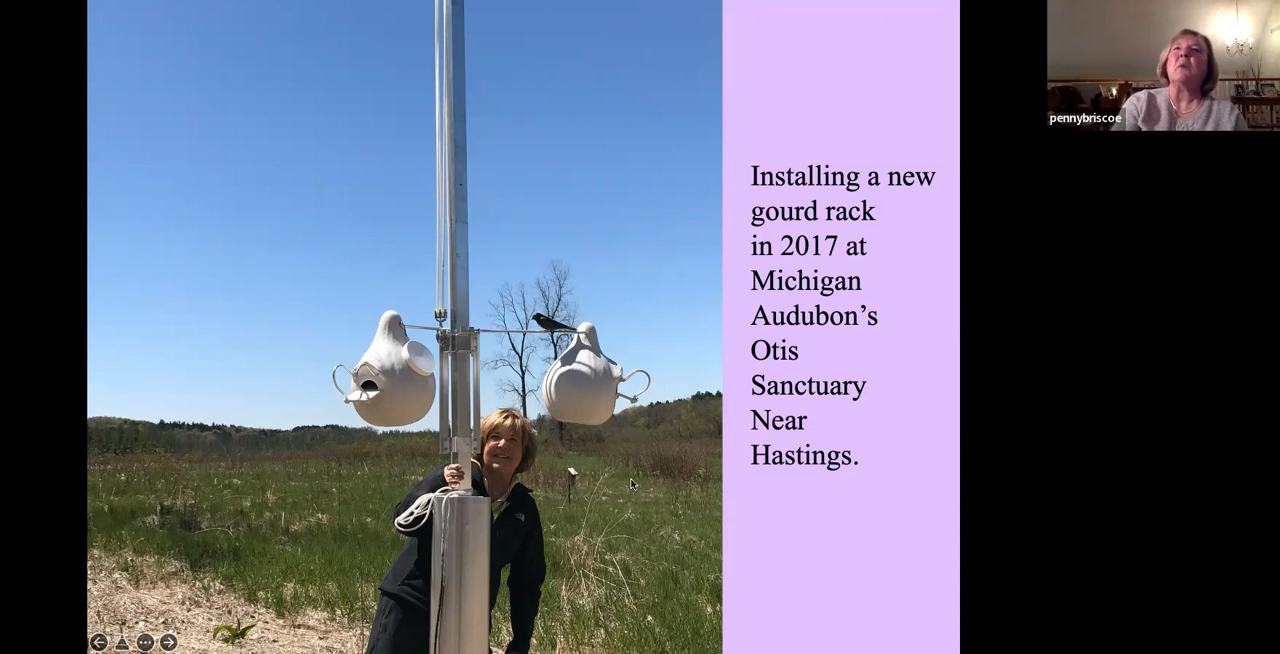 Installing a new
gourd rack
in 2017 at
Michigan
Audubon’s
Otis
Sanctuary
Near
Hastings.
pennybriscoe